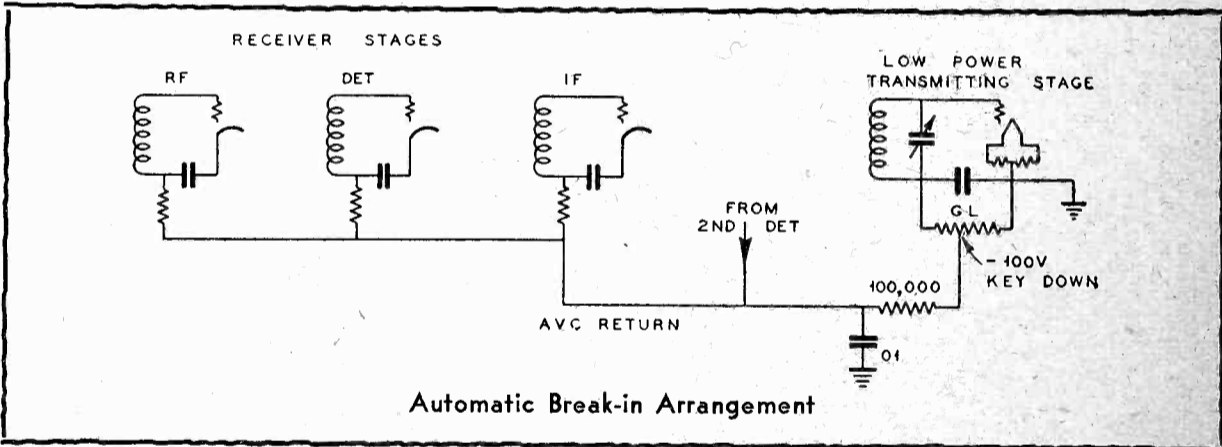 RECEIVER STAGES
RF
DET
IF
LOW POWER
TRANSMITTING STAGE
FROM
2ND DET
G.L
-100V
KEY DOWN
100,000
AVC RETURN
01
Automatic Break-in Arrangement